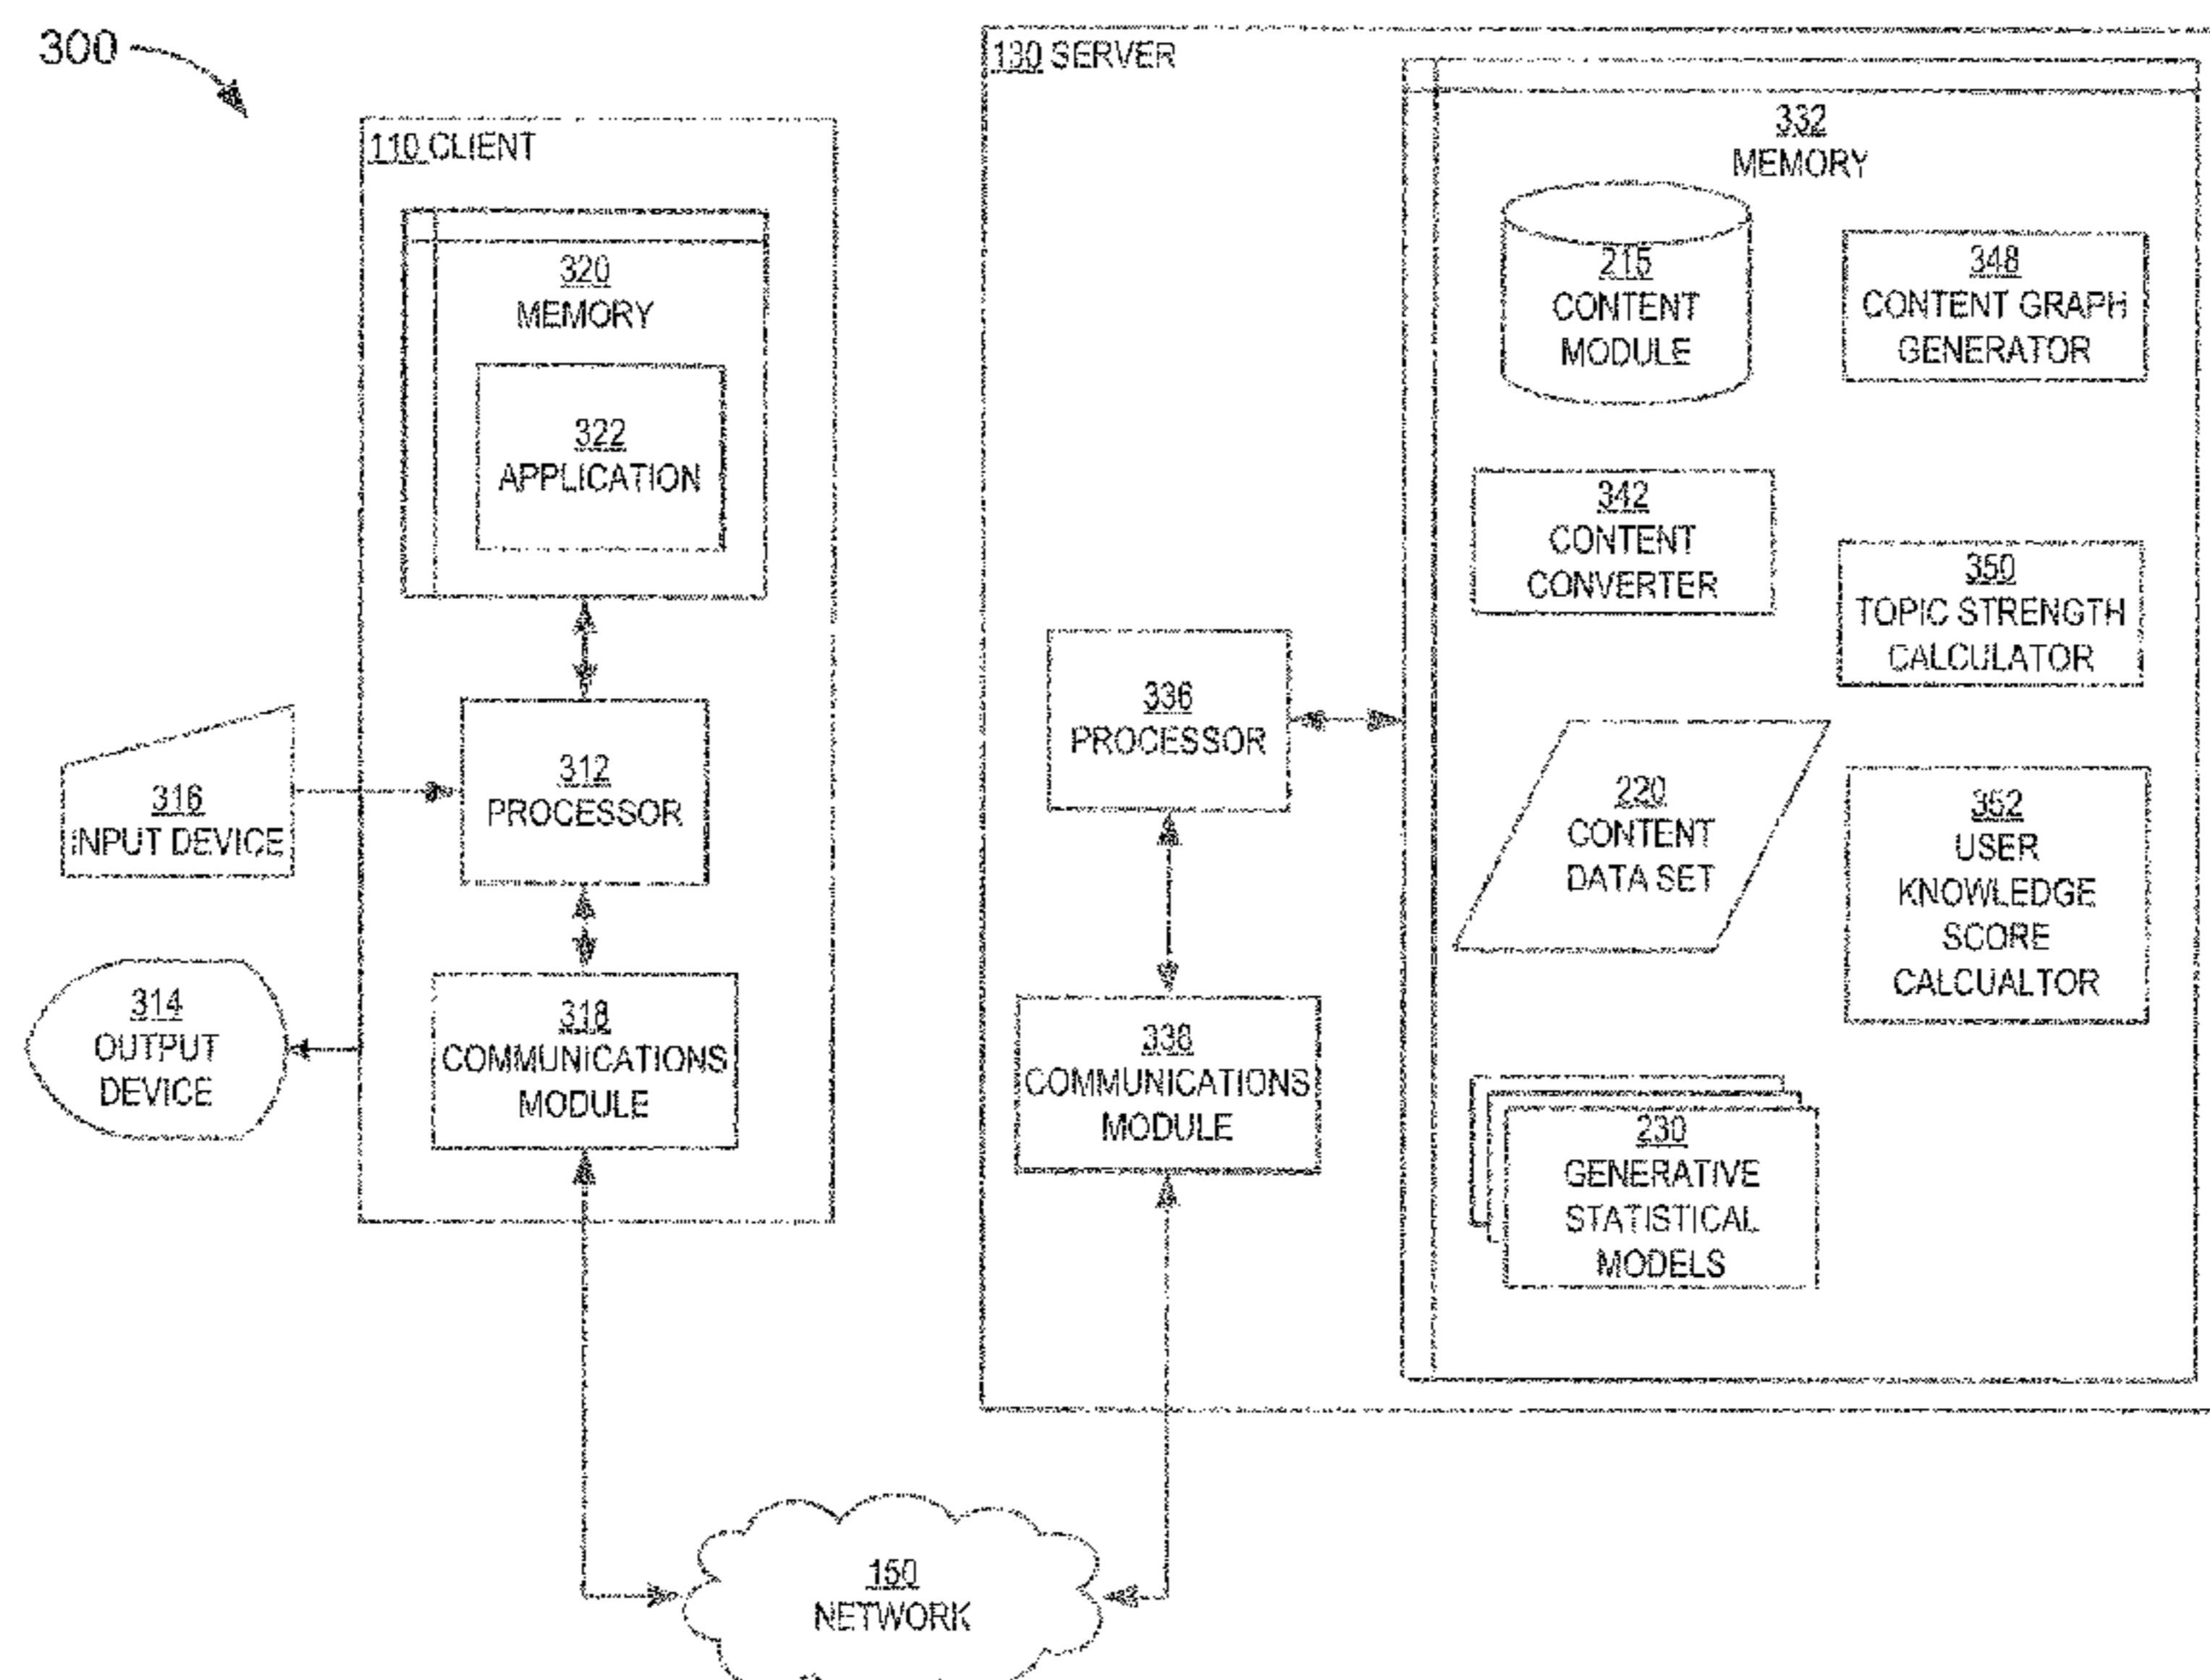 300
110 CLIENT
320
MEMORY
322
APPLICATION
312
PROCESSOR
316
INPUT DEVICE
314
OUTPUT
DEVICE
318
COMMUNICATIONS
MODULE
130 SERVER
332
MEMORY
215
CONTENT
MODULE
348
CONTENT GRAPH
GENERATOR
342
CONTENT
CONVERTER
350
TOPIC STRENGTH
CALCULATOR
336
PROCESSOR
220
CONTENT
DATA SET
352
USER
KNOWLEDGE
SCORE
CALCUALTOR
338
COMMUNICATIONS
MODULE
230
GENERATIVE
STATISTICAL
MODELS
150
NETWORK